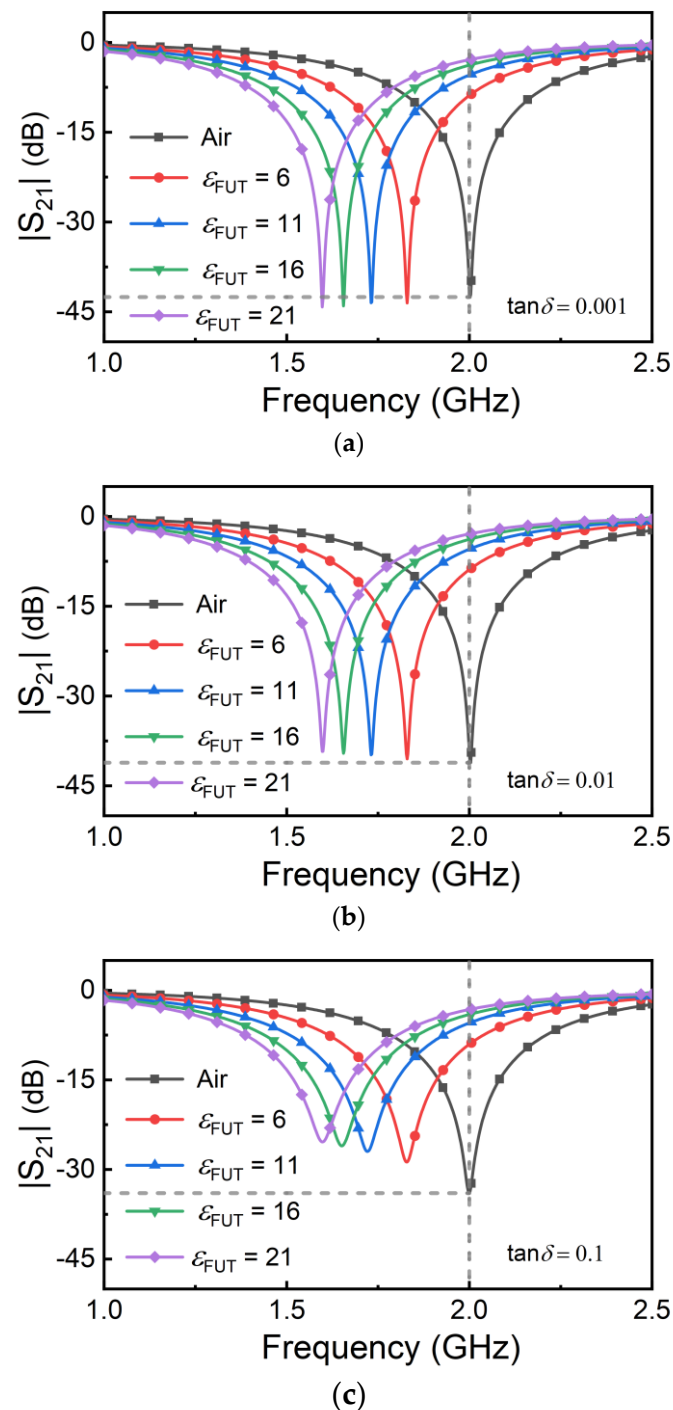 0
-15
-30
-45
|S21| (dB)
Air
εFUT = 6
εFUT = 11
εFUT = 16
εFUT = 21
tanδ = 0.001
1.0 1.5 2.0 2.5
Frequency (GHz)
(a)
0
-15
-30
-45
|S21| (dB)
Air
εFUT = 6
εFUT = 11
εFUT = 16
εFUT = 21
tanδ = 0.01
1.0 1.5 2.0 2.5
Frequency (GHz)
(b)
0
-15
-30
-45
|S21| (dB)
Air
εFUT = 6
εFUT = 11
εFUT = 16
εFUT = 21
tanδ = 0.1
1.0 1.5 2.0 2.5
Frequency (GHz)
(c)